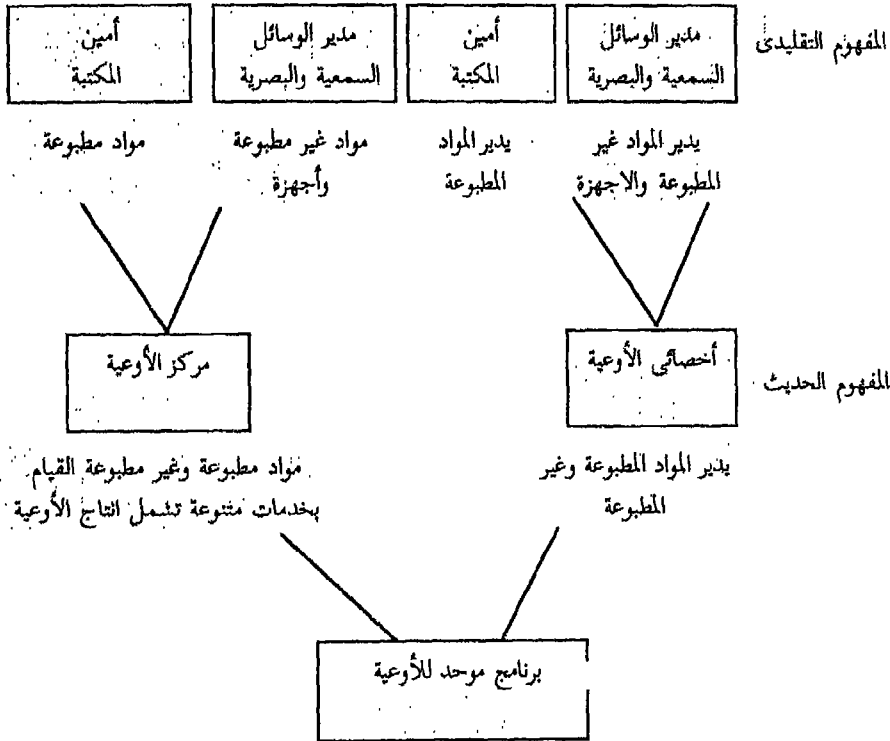 المفهوم التقليدى
مدير الوسائل
السمعية والبصرية
أمين
المكتبة
مدير الوسائل
السمعية والبصرية
أمين
المكتبة
يدير المواد غير
المطبوعة والاجهزة
يدير المواد
المطبوعة
مواد غير مطبوعة
وأجهزة
مواد مطبوعة
المفهوم الحديث
أخصائى الأوعية
مركز الأوعية
يدير المواد المطبوعة وغير
المطبوعة
مواد مطبوعة وغير مطبوعة القيام
بخدمات متنوعة تشمل انتاج الأوعية
برنامج موحد للأوعية